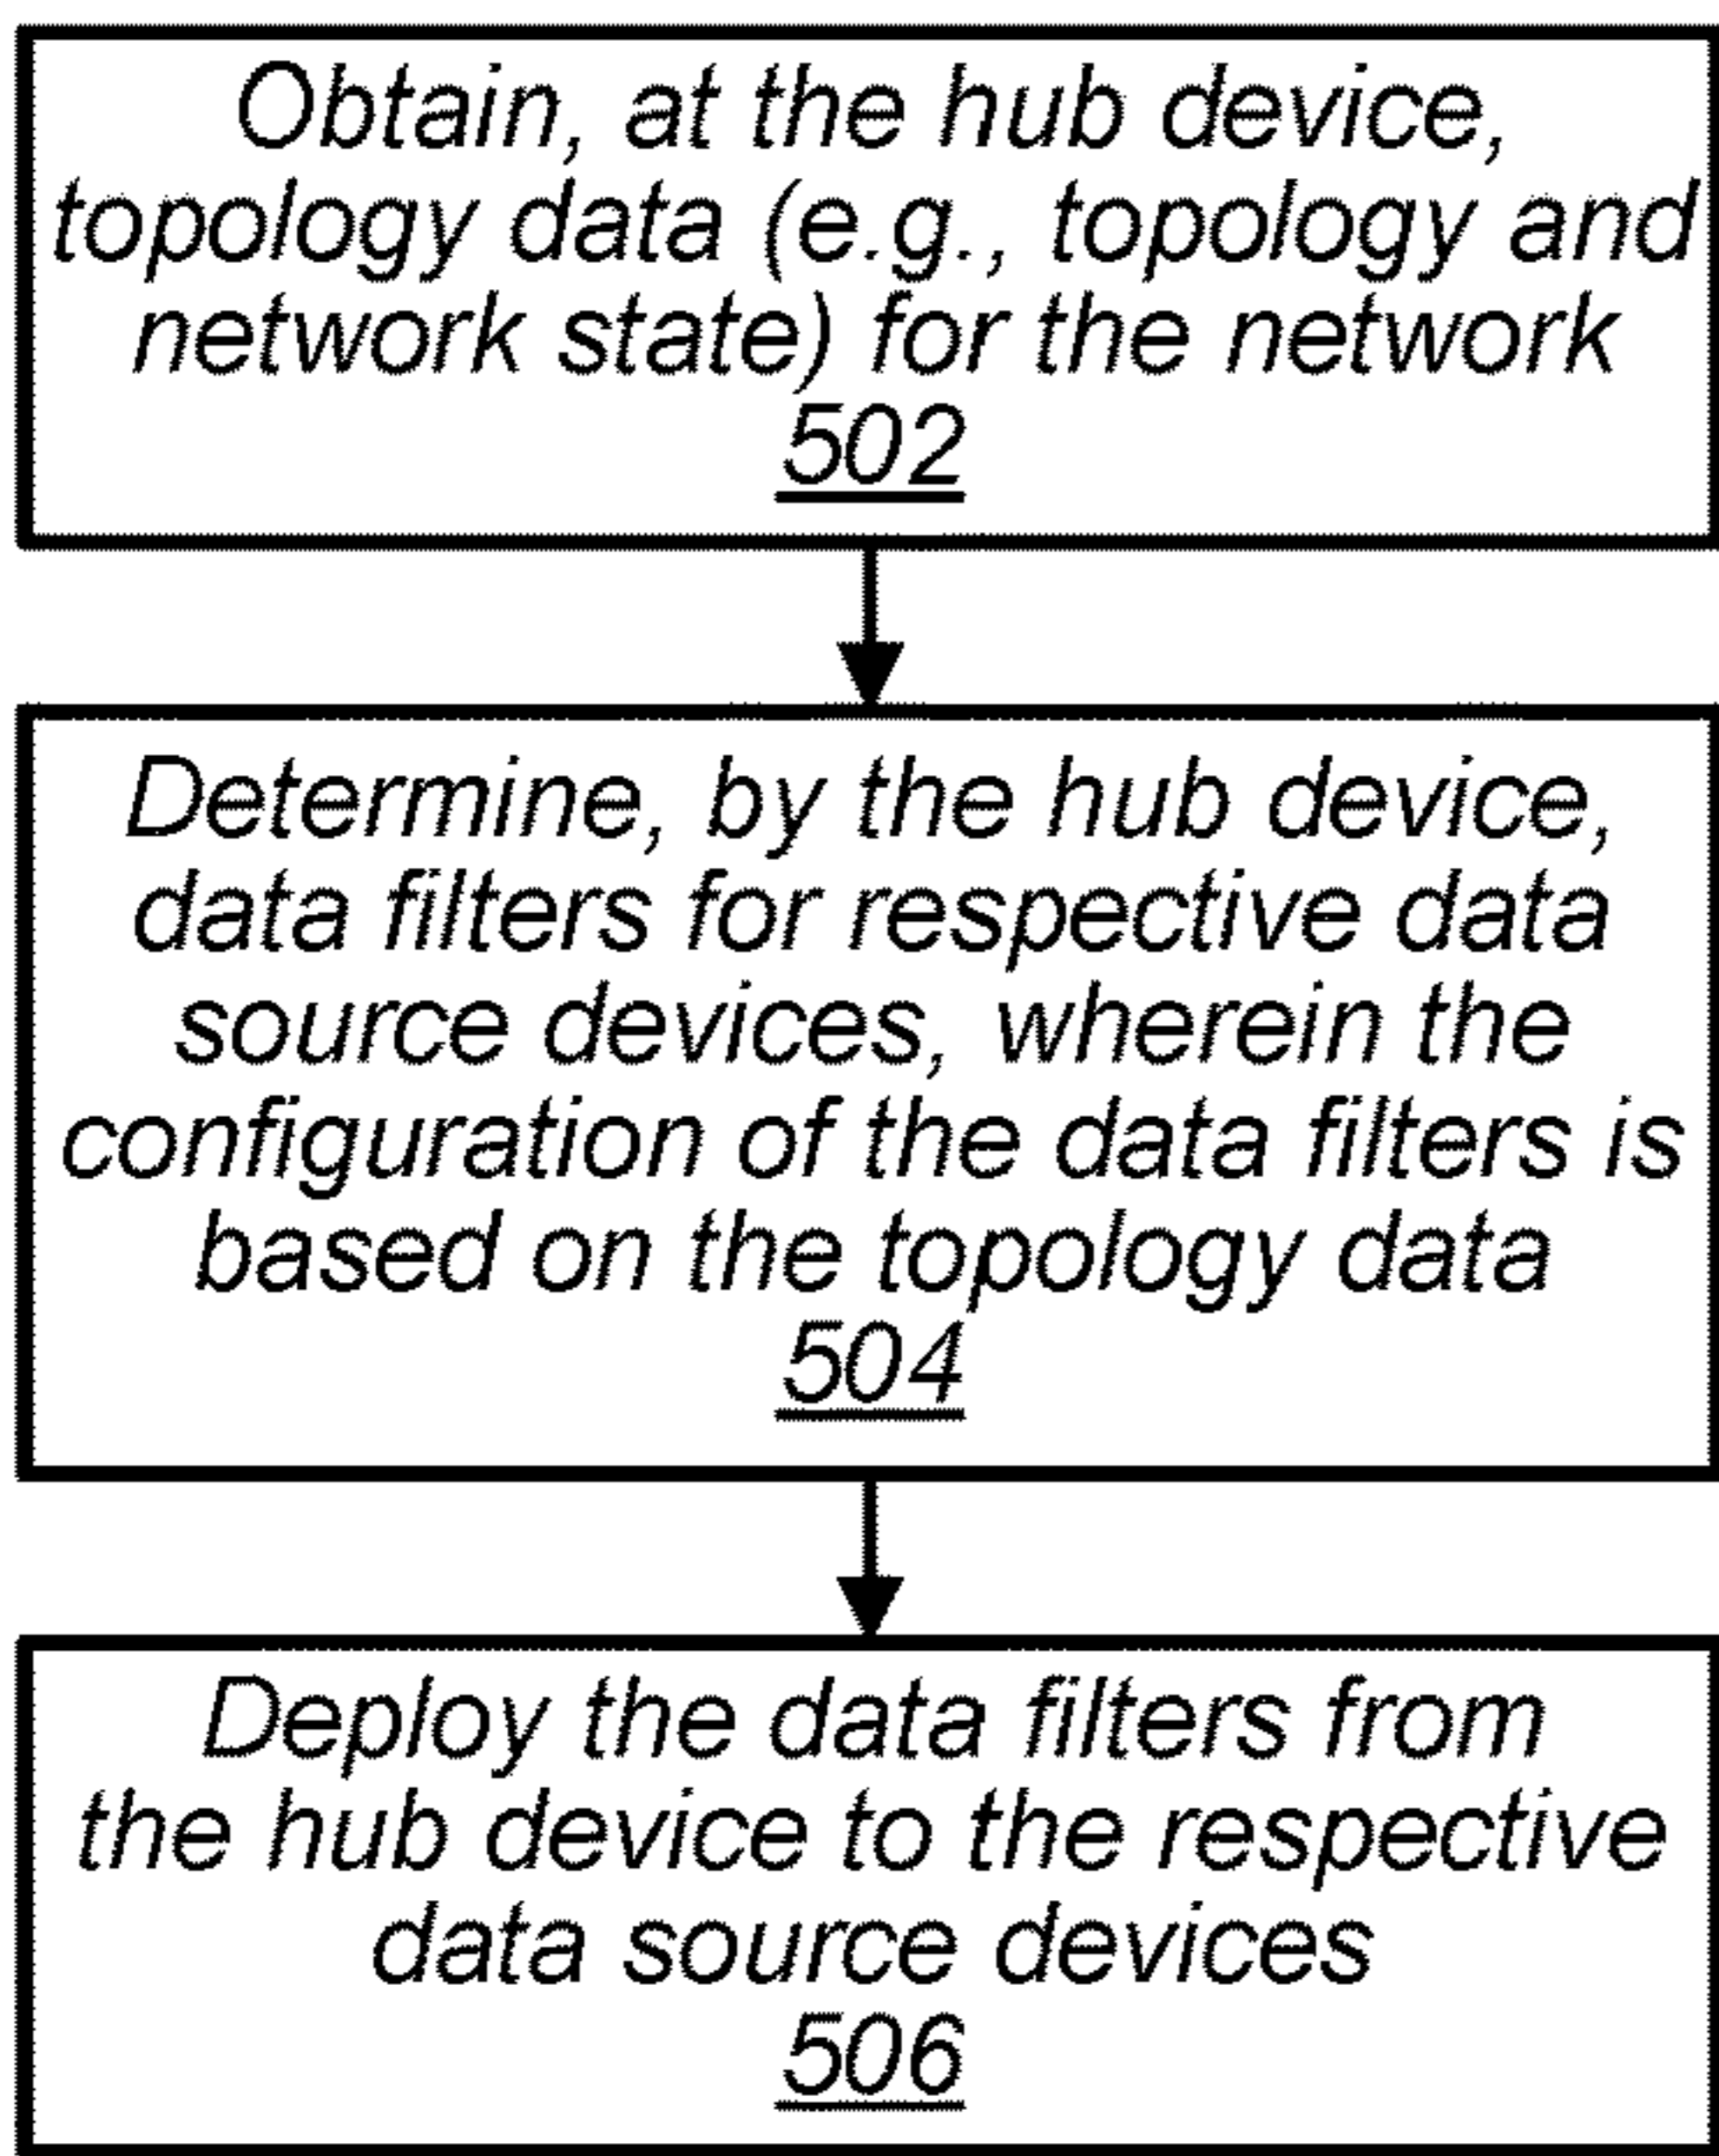 Obtain, at the hub device,
topology data (e.g., topology and
network state) for the network
502
Determine, by the hub device,
data filters for respective data
source devices, wherein the
configuration of the data filters is
based on the topology data
504
Deploy the data filters from
the hub device to the respective
data source devices
506